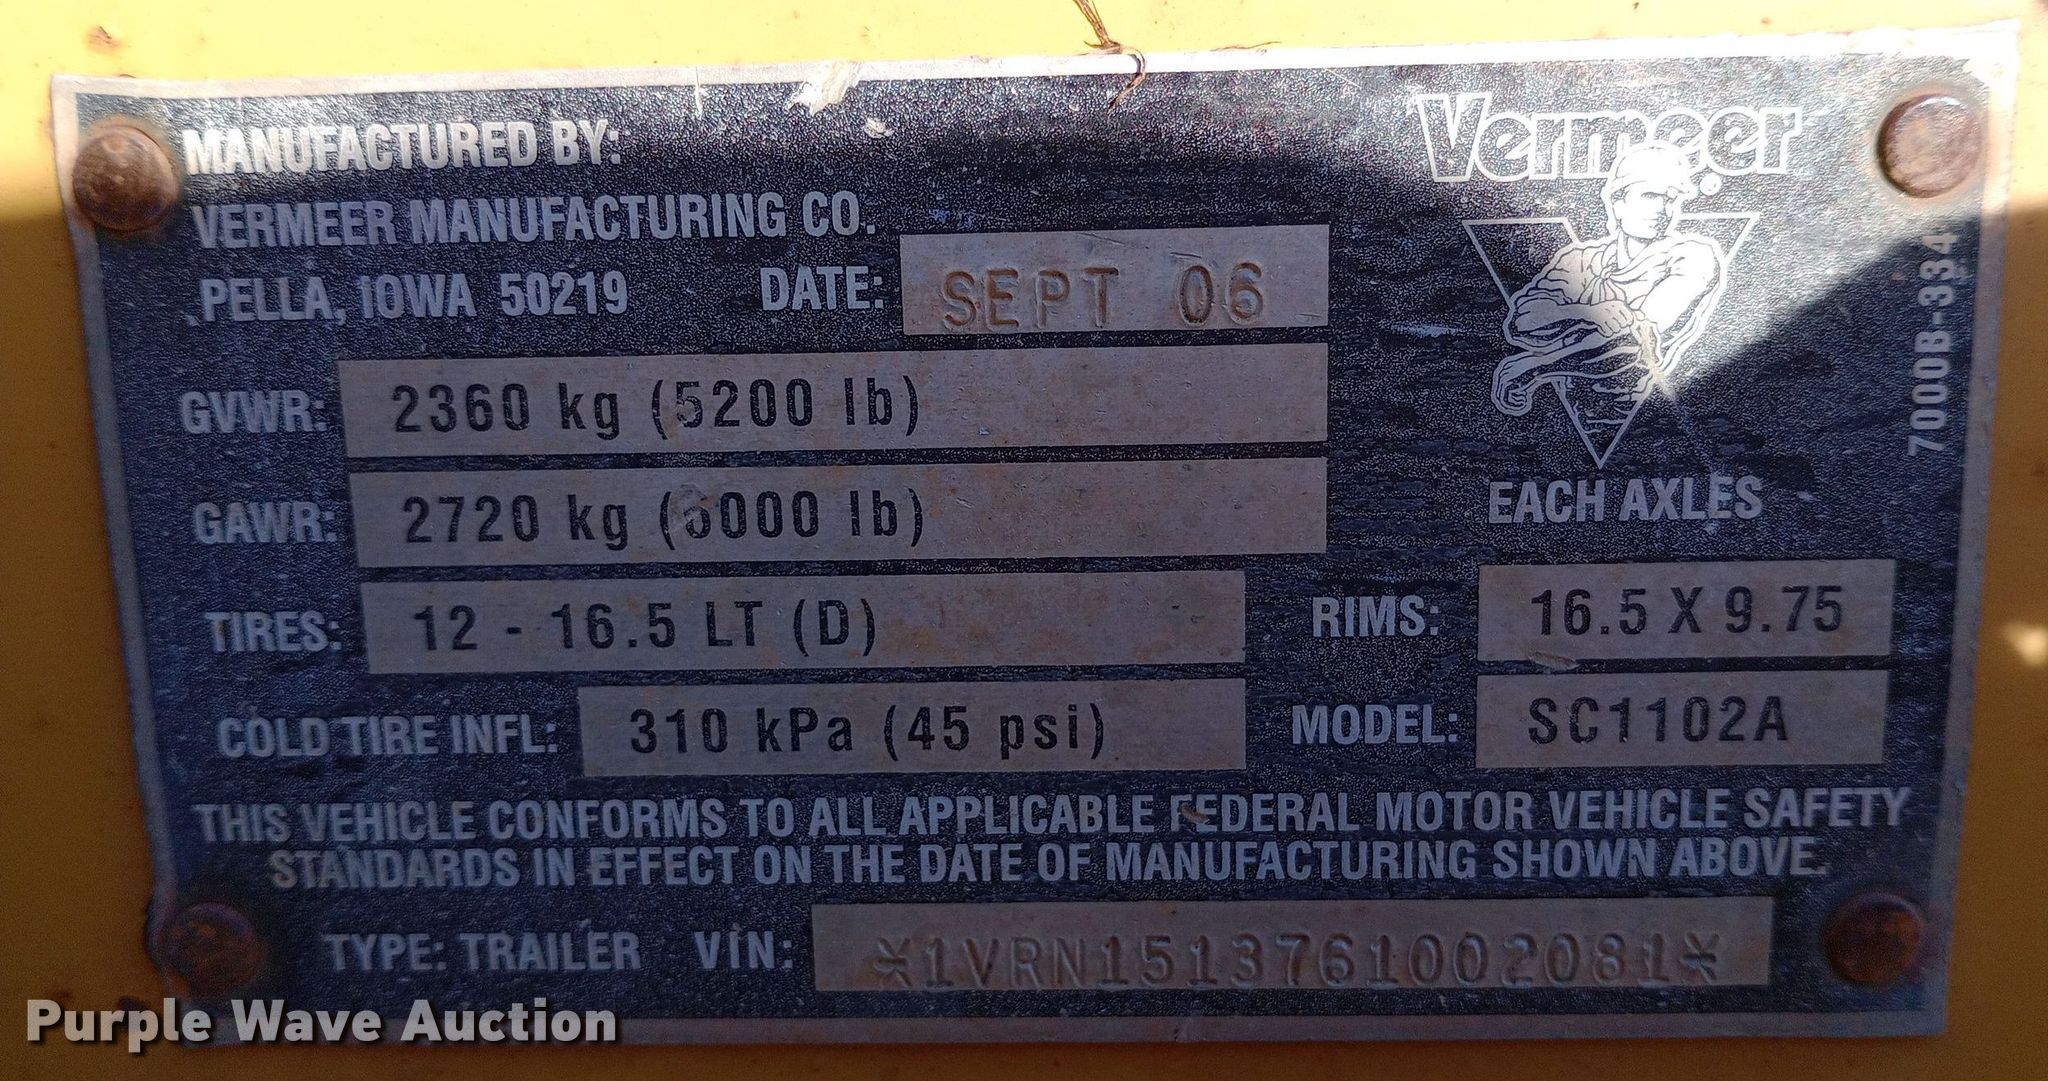 MANUFACTURED BY:
Vermeer
VERMEER MANUFACTURING CO.
PELLA, IOWA 50219 DATE: SEPT 06
GVWR: 2360 kg (5200 lb)
7000B-334
GAWR: 2720 kg (6000 lb) EACH AXLES
TIRES: 12 - 16.5 LT (D) RIMS: 16.5 X 9.75
COLD TIRE INFL: 310 kPa (45 psi) MODEL: SC1102A
THIS VEHICLE CONFORMS TO ALL APPLICABLE FEDERAL MOTOR VEHICLE SAFETY
STANDARDS IN EFFECT ON THE DATE OF MANUFACTURING SHOWN ABOVE.
TYPE: TRAILER VIN: *1VRN1513761002081*
Purple Wave Auction